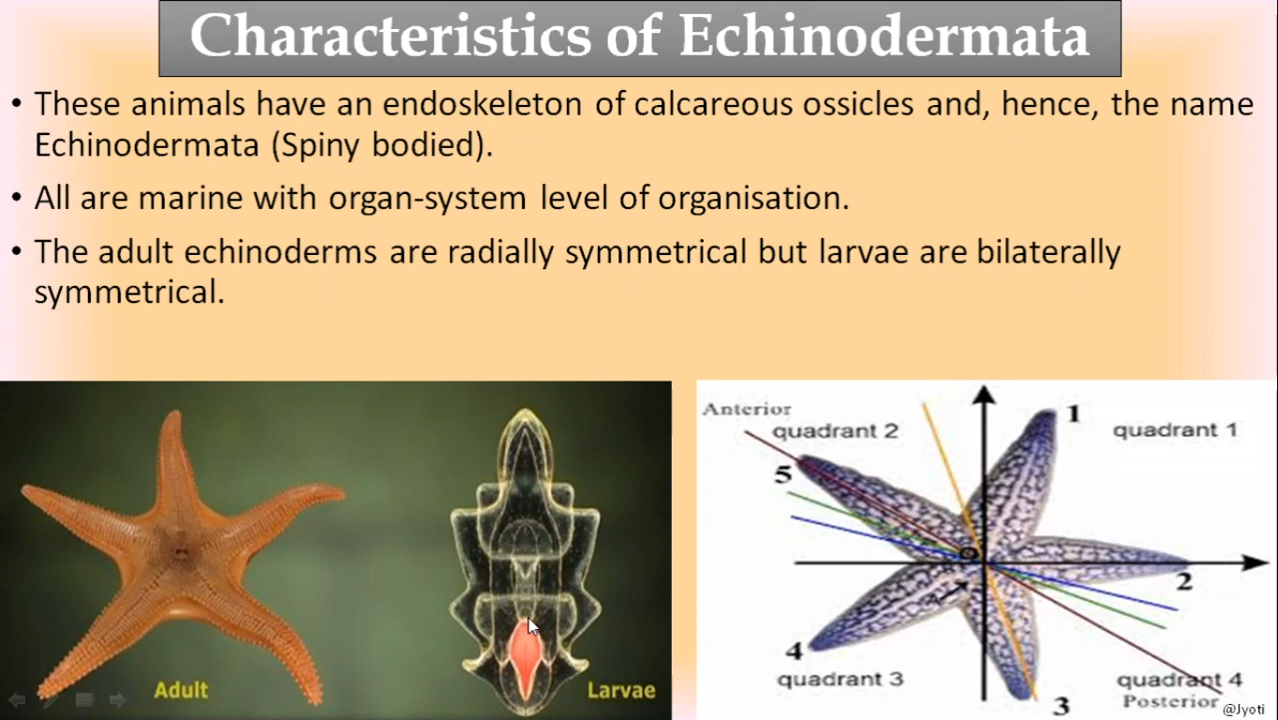 Characteristics of Echinodermata
• These animals have an endoskeleton of calcareous ossicles and, hence, the name
Echinodermata (Spiny bodied).
• All are marine with organ-system level of organisation.
• The adult echinoderms are radially symmetrical but larvae are bilaterally
symmetrical.
Adult
Larvae
Anterior
quadrant 2
1
quadrant 1
5
2
4
quadrant 3
3
quadrant 4
Posterior
@Jyoti